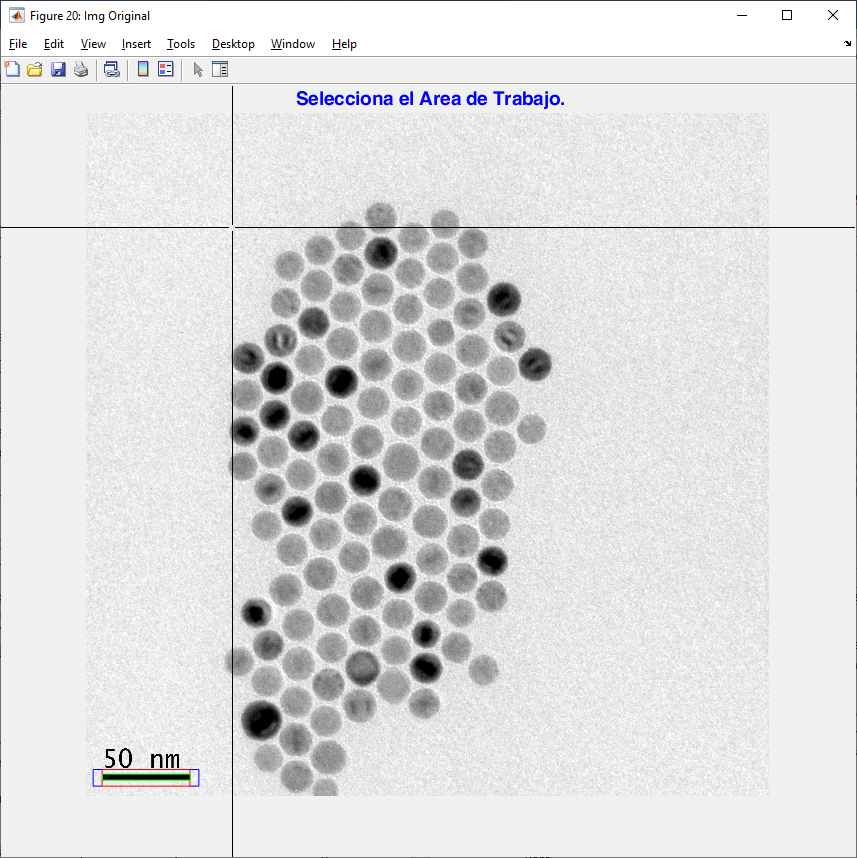 Figure 20: Img Original
File Edit View Insert Tools Desktop Window Help
Selecciona el Area de Trabajo.
50 nm